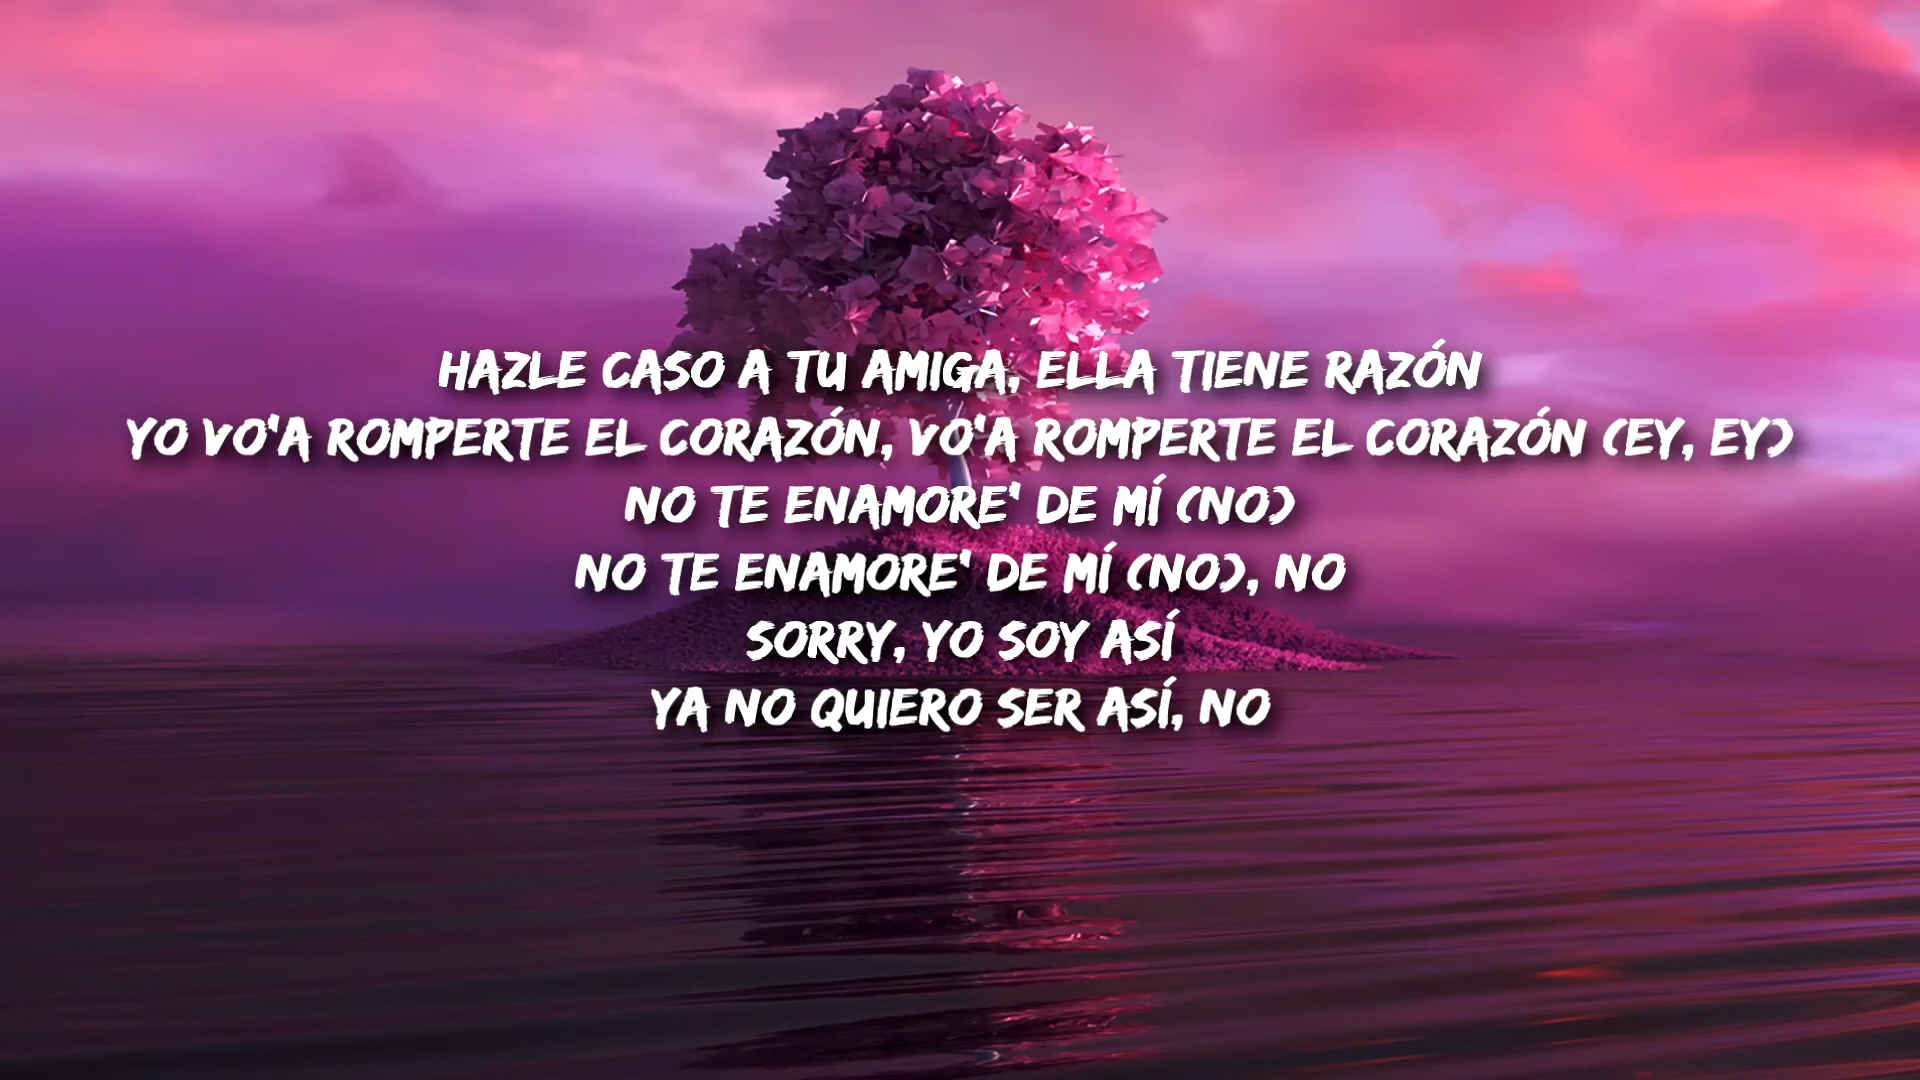 HAZLE CASO A TU AMIGA, ELLA TIENE RAZÓN
YO VO'A ROMPERTE EL CORAZÓN, VO'A ROMPERTE EL CORAZÓN (EY, EY)
NO TE ENAMORE' DE MÍ (NO)
NO TE ENAMORE' DE MÍ (NO), NO
SORRY, YO SOY ASÍ
YA NO QUIERO SER ASÍ, NO